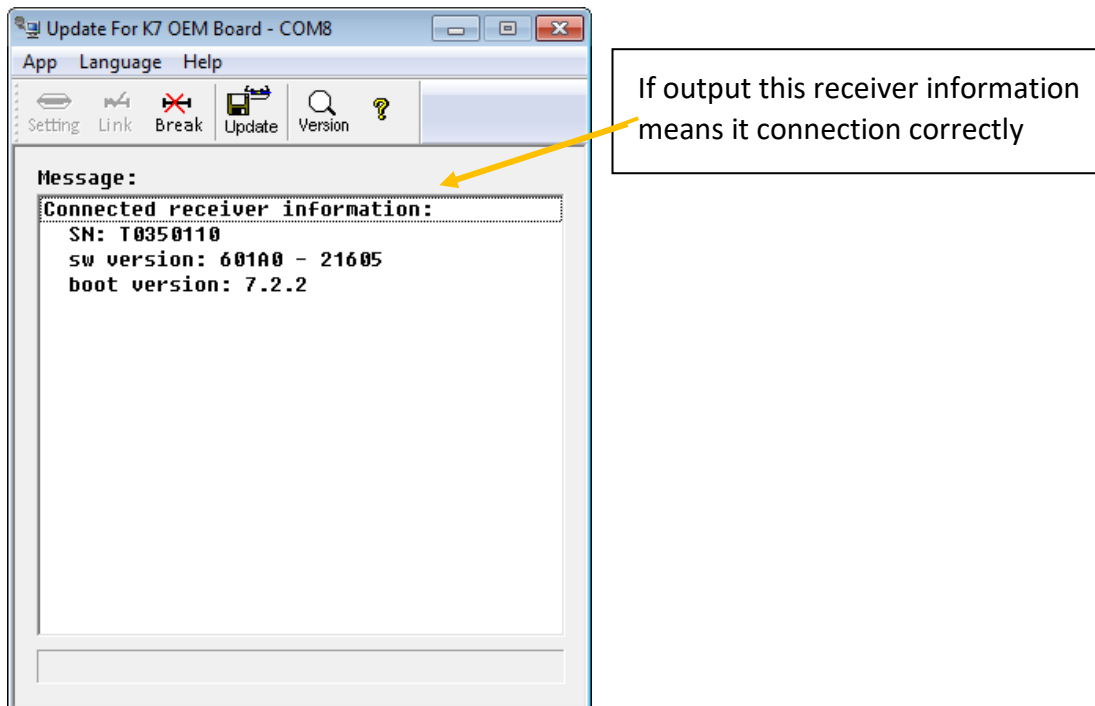 Update For K7 OEM Board - COM8
App Language Help
Setting Link Break Update Version
Message:
Connected receiver information:
SN: T0350110
sw version: 601A0 - 21605
boot version: 7.2.2
If output this receiver information
means it connection correctly